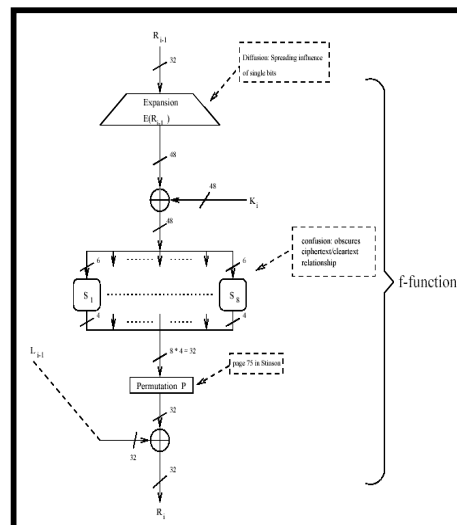 R i-1
32
Diffusion: Spreading influence
of single bits
Expansion
E(R i-1 )
48
48
K i
48
confusion: obscures
ciphertext/cleartext
relationship
6
6
S 1
S 8
f-function
4
4
L i-1
8 * 4 = 32
page 75 in Stinson
Permutation P
32
32
32
R i